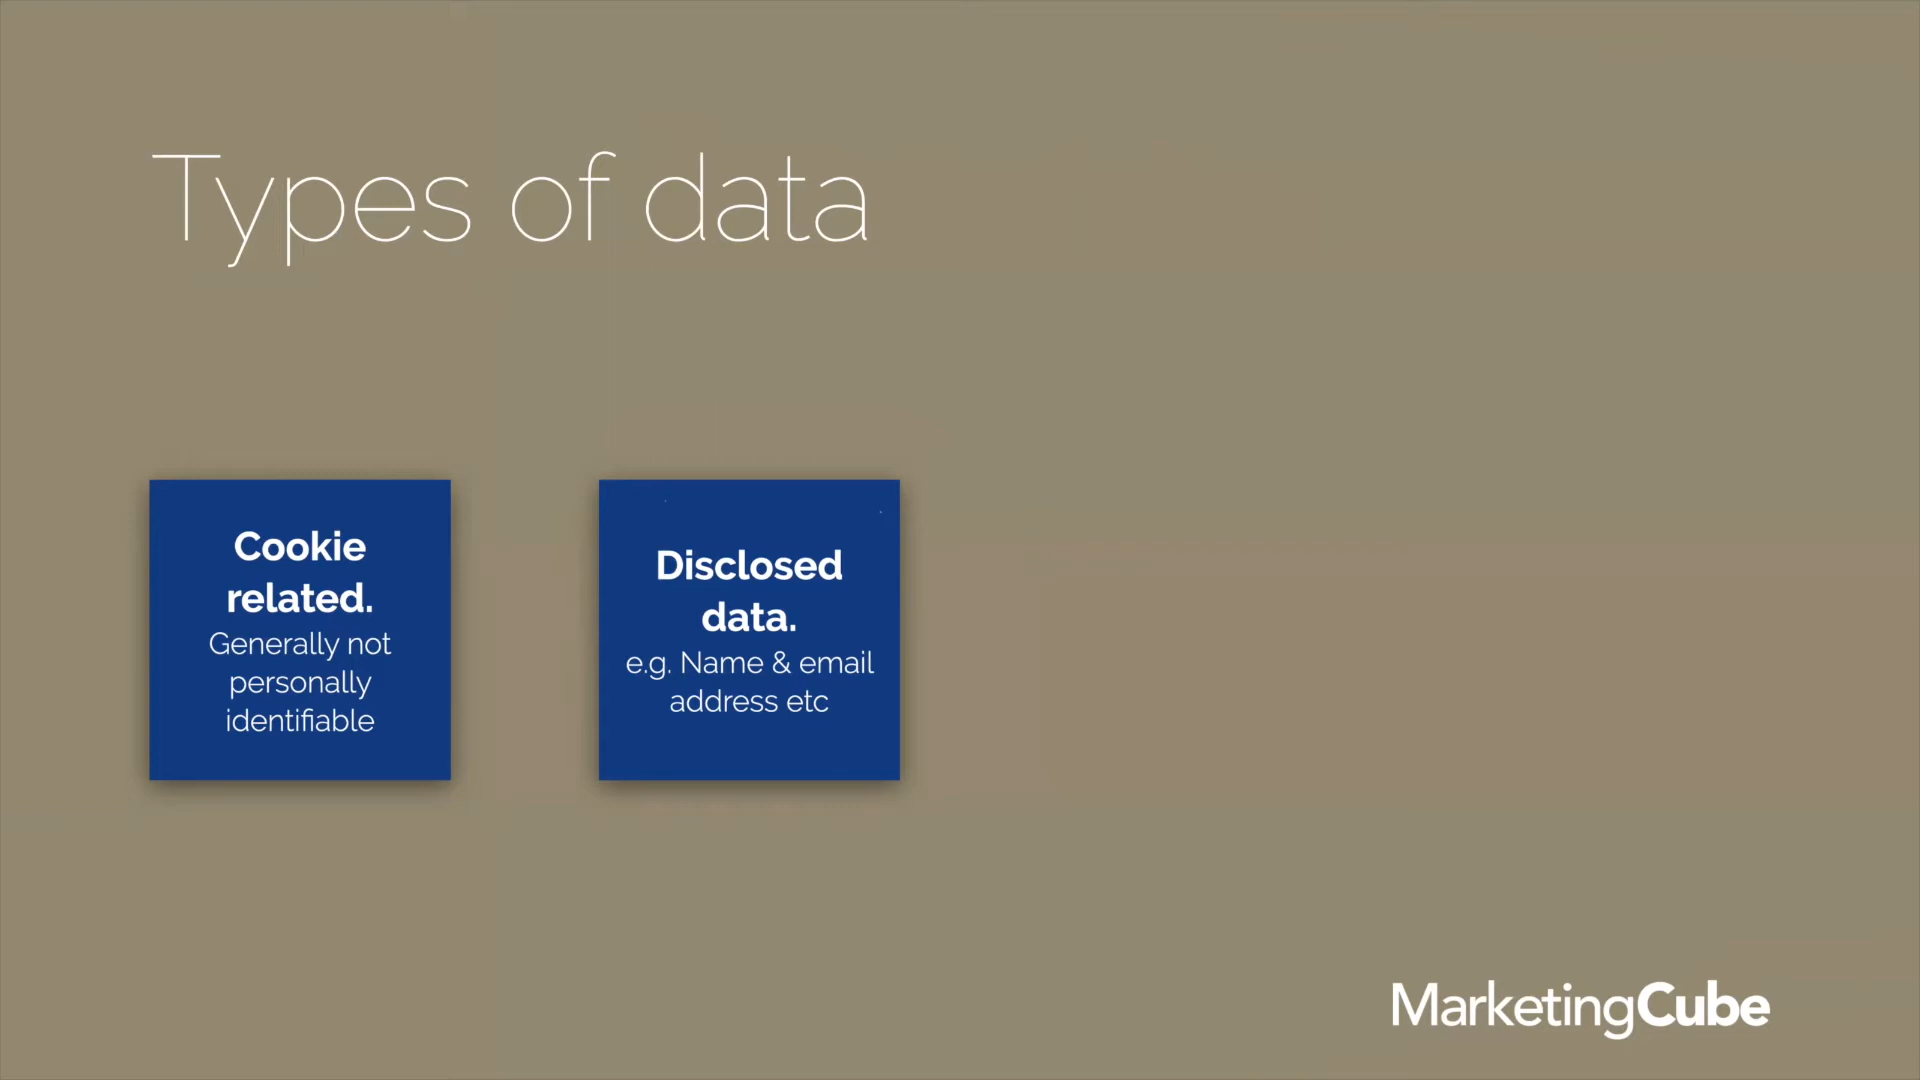 Types of data
Cookie
related.
Generally not
personally
identifiable
Disclosed
data.
e.g. Name & email
address etc
MarketingCube